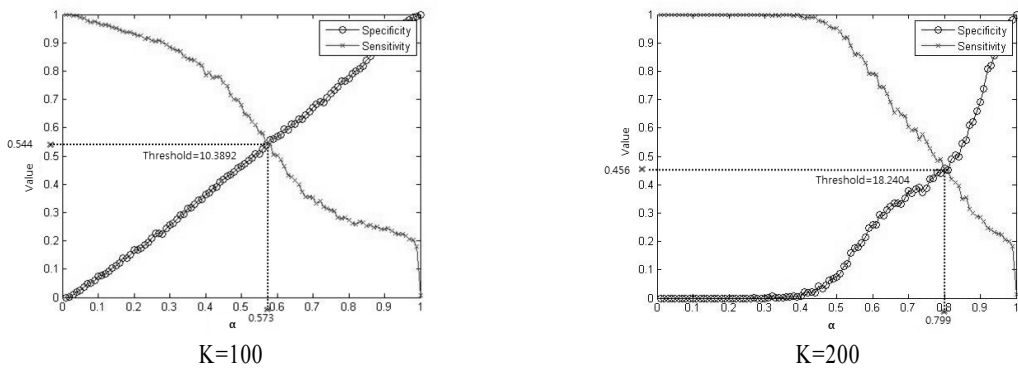 1
0.9
0.8
0.7
0.6
0.5
0.4
0.3
0.2
0.1
0
0.544
Value
Specificity
Sensitivity
Threshold=10.3892
0 0.1 0.2 0.3 0.4 0.5 0.6 0.7 0.8 0.9 1
0.573
α
K=100
1
0.9
0.8
0.7
0.6
0.5
0.4
0.3
0.2
0.1
0
0.456
Value
Specificity
Sensitivity
Threshold=18.2404
0 0.1 0.2 0.3 0.4 0.5 0.6 0.7 0.8 0.9 1
0.799
α
K=200